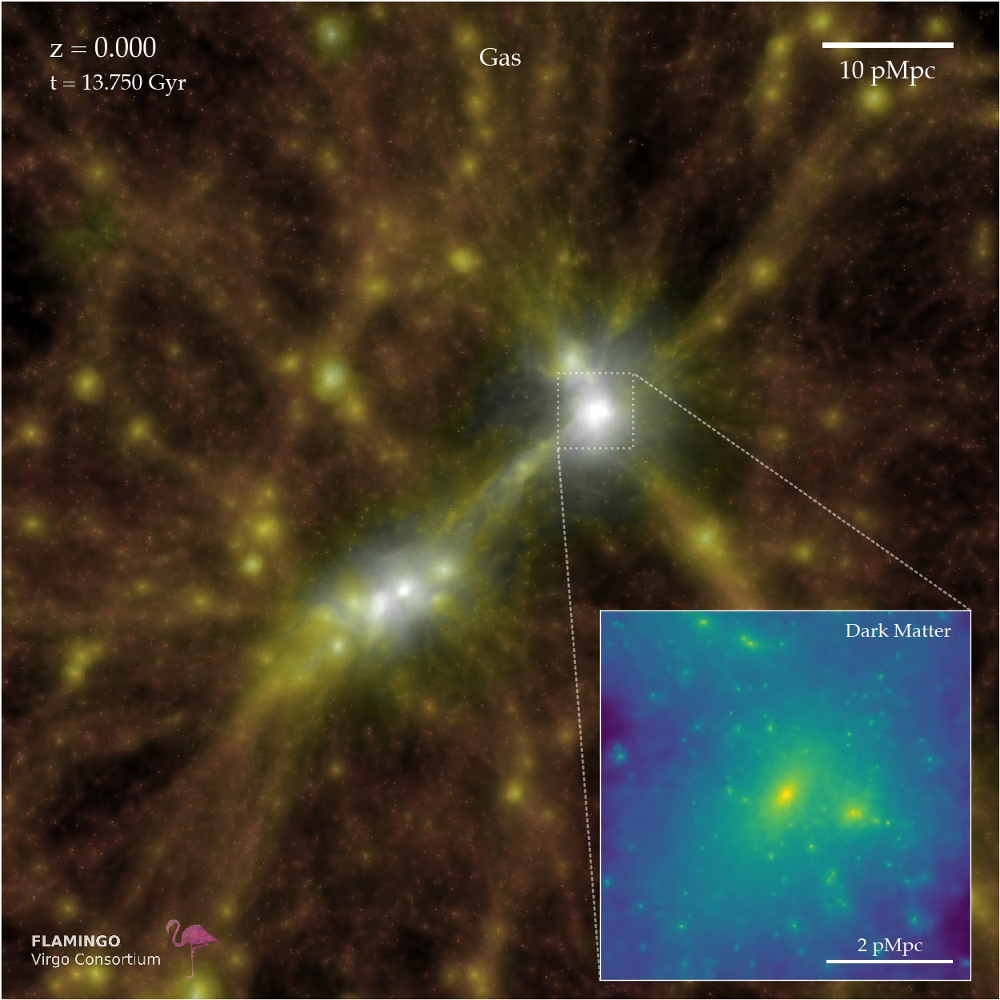 z = 0.000
t = 13.750 Gyr
Gas
10 pMpc
Dark Matter
2 pMpc
FLAMINGO
Virgo Consortium